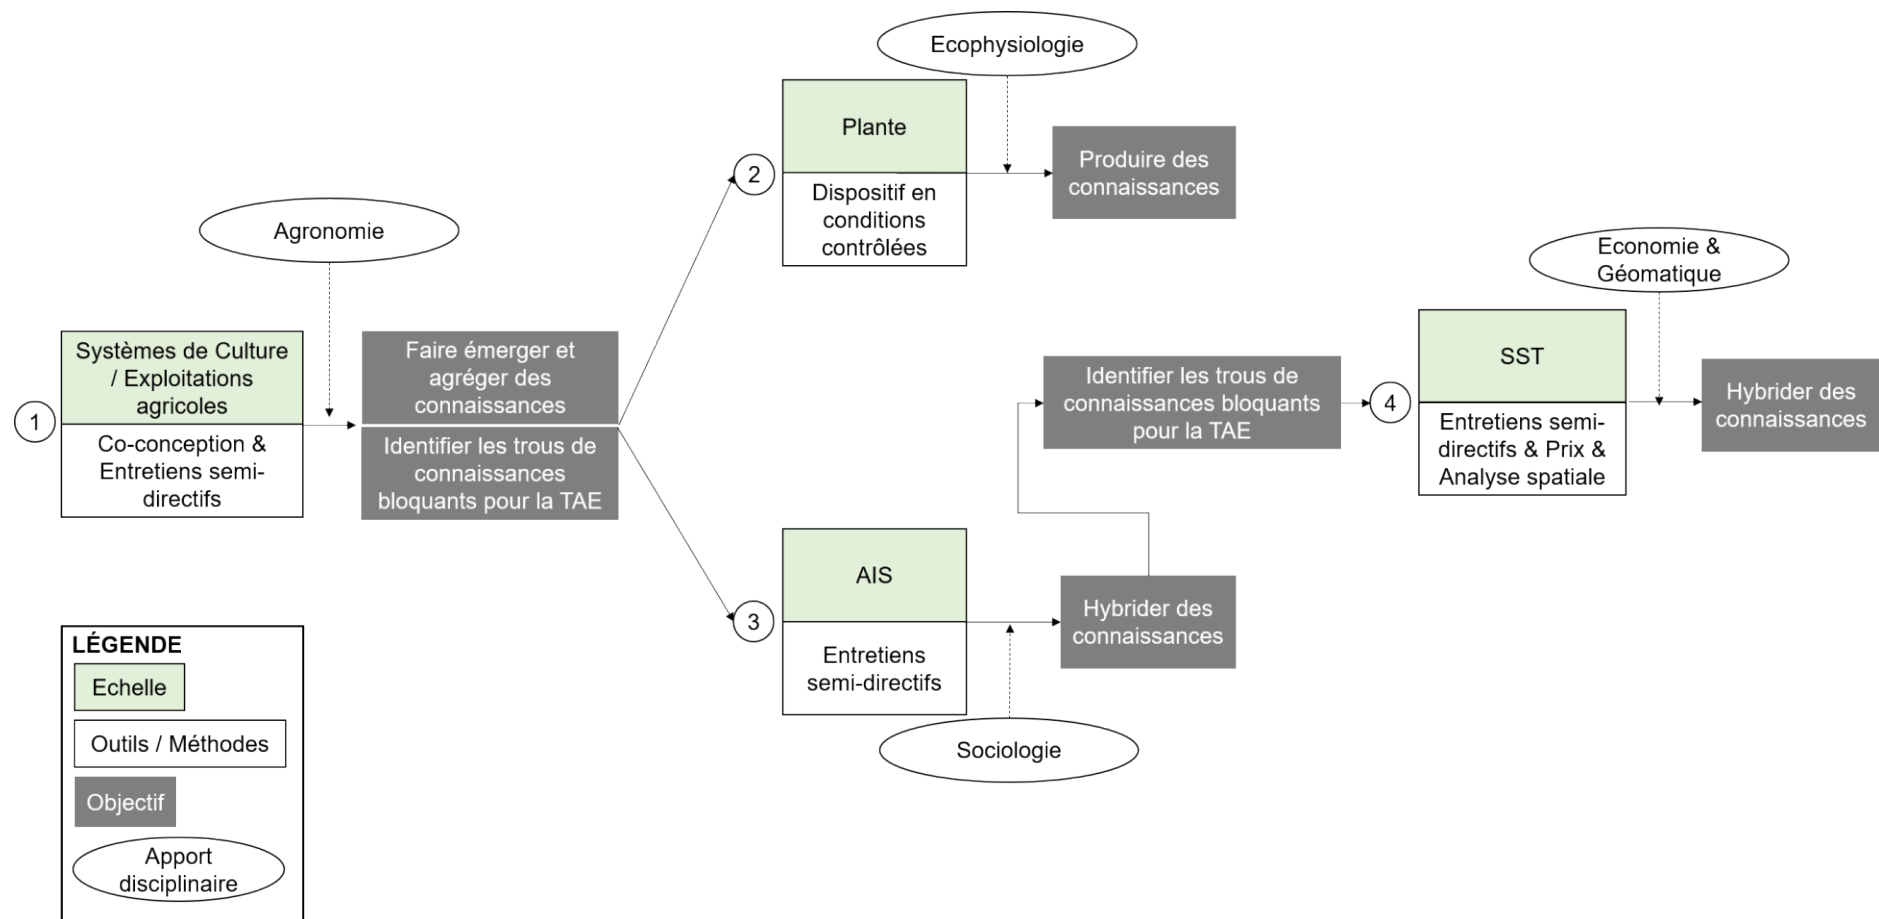 Ecophysiologie
Plante
Dispositif en
conditions
contrôlées
2
Produire des
connaissances
Agronomie
1
Systèmes de Culture
/ Exploitations
agricoles
Co-conception &
Entretiens semi-
directifs
Faire émerger et
agréger des
connaissances
Identifier les trous de
connaissances
bloquants pour la TAE
3
AIS
Entretiens
semi-directifs
Sociologie
Hybrider des
connaissances
Identifier les trous de
connaissances bloquants
pour la TAE
4
Economie &
Géomatique
SST
Entretiens semi-
directifs & Prix &
Analyse spatiale
Hybrider des
connaissances
LÉGENDE
Echelle
Outils / Méthodes
Objectif
Apport
disciplinaire